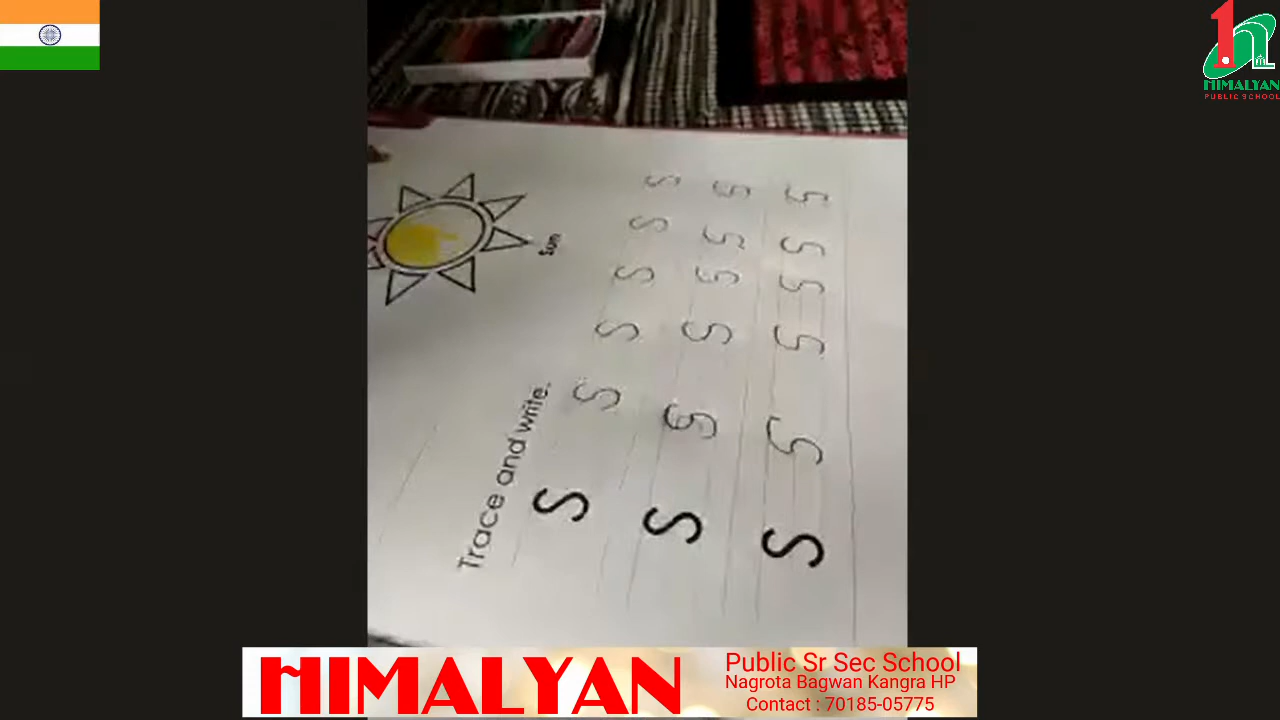 HIMALYAN
PUBLIC SCHOOL
Sun
Trace and write.
S S S S S S
S S S S S S
S S S S S S
HIMALYAN
Public Sr Sec School
Nagrota Bagwan Kangra HP
Contact : 70185-05775